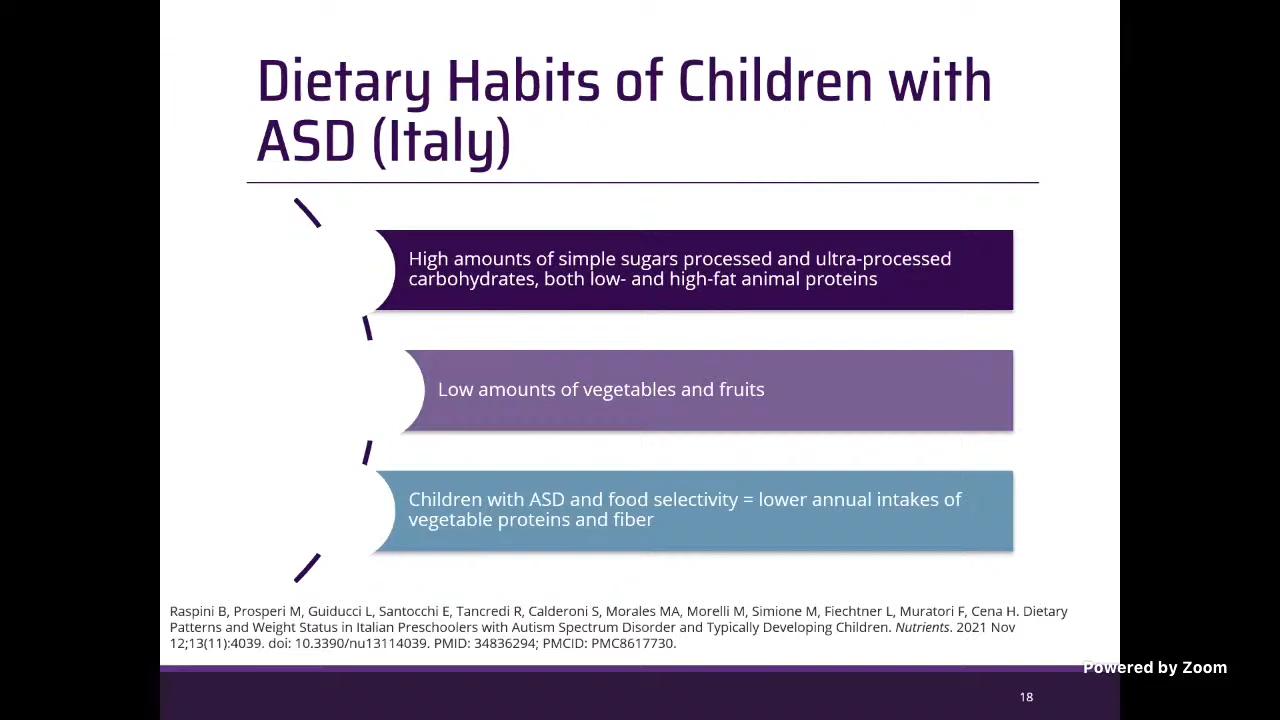 Dietary Habits of Children with
ASD (Italy)
High amounts of simple sugars processed and ultra-processed
carbohydrates, both low- and high-fat animal proteins
Low amounts of vegetables and fruits
Children with ASD and food selectivity = lower annual intakes of
vegetable proteins and fiber
Raspini B, Prosperi M, Guiducci L, Santocchi E, Tancredi R, Calderoni S, Morales MA, Morelli M, Simione M, Fiechtner L, Muratori F, Cena H. Dietary
Patterns and Weight Status in Italian Preschoolers with Autism Spectrum Disorder and Typically Developing Children. Nutrients. 2021 Nov
12;13(11):4039. doi: 10.3390/nu13114039. PMID: 34836294; PMCID: PMC8617730.
Powered by Zoom
18